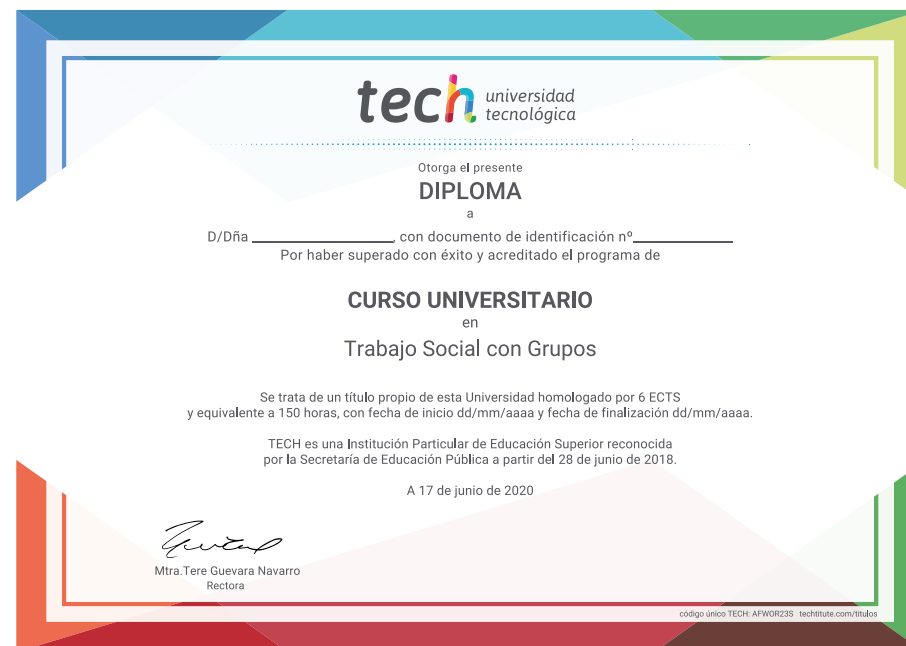 tech universidad
tecnológica
Otorga el presente
DIPLOMA
a
D/Dña ____________________, con documento de identificación nº______________
Por haber superado con éxito y acreditado el programa de
CURSO UNIVERSITARIO
en
Trabajo Social con Grupos
Se trata de un título propio de esta Universidad homologado por 6 ECTS
y equivalente a 150 horas, con fecha de inicio dd/mm/aaaa y fecha de finalización dd/mm/aaaa.
TECH es una Institución Particular de Educación Superior reconocida
por la Secretaría de Educación Pública a partir del 28 de junio de 2018.
A 17 de junio de 2020
Mtra.Tere Guevara Navarro
Rectora
código único TECH: AFWOR23S techtitute.com/titulos